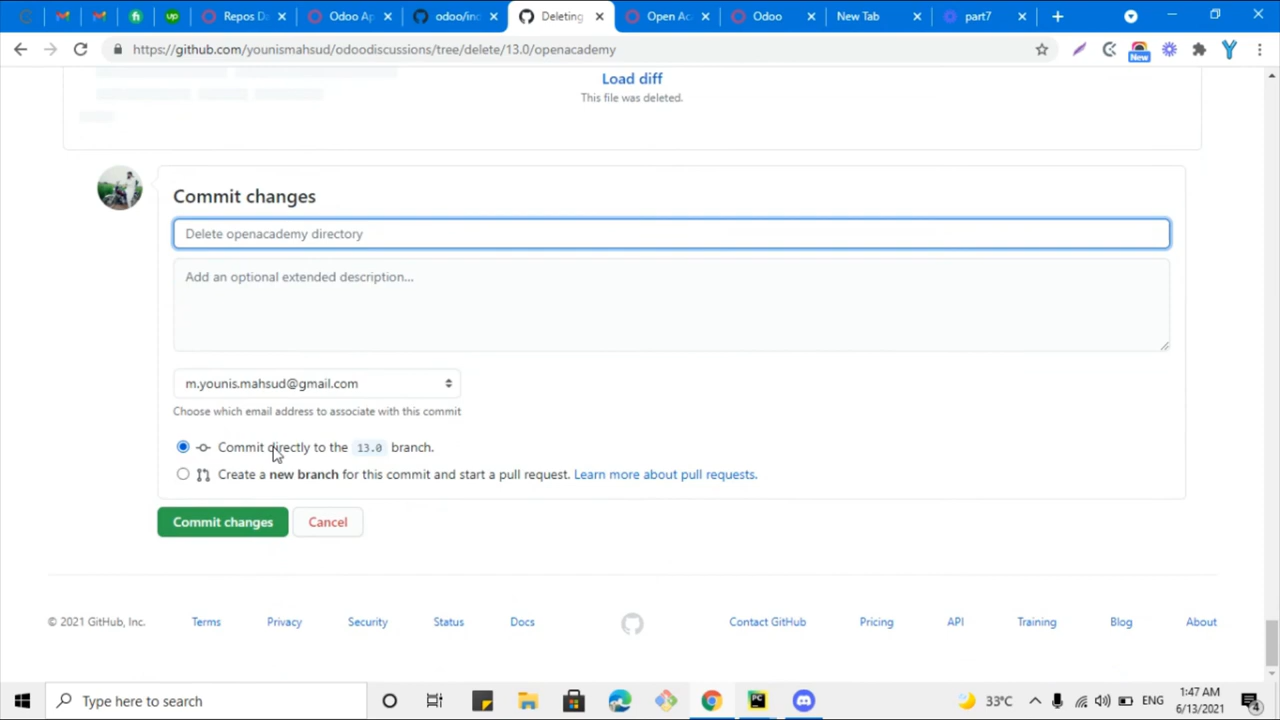 Repos Da
Odoo Ap
odoo/ind
Deleting
Open Ac
Odoo
New Tab
part7
https://github.com/younismahsud/odoodiscussions/tree/delete/13.0/openacademy
New
Load diff
This file was deleted.
Commit changes
Delete openacademy directory
Add an optional extended description...
m.younis.mahsud@gmail.com
Choose which email address to associate with this commit
Commit directly to the 13.0 branch.
Create a new branch for this commit and start a pull request. Learn more about pull requests.
Commit changes Cancel
© 2021 GitHub, Inc. Terms Privacy Security Status Docs Contact GitHub Pricing API Training Blog About
Type here to search
33°C
ENG
1:47 AM
6/13/2021
4